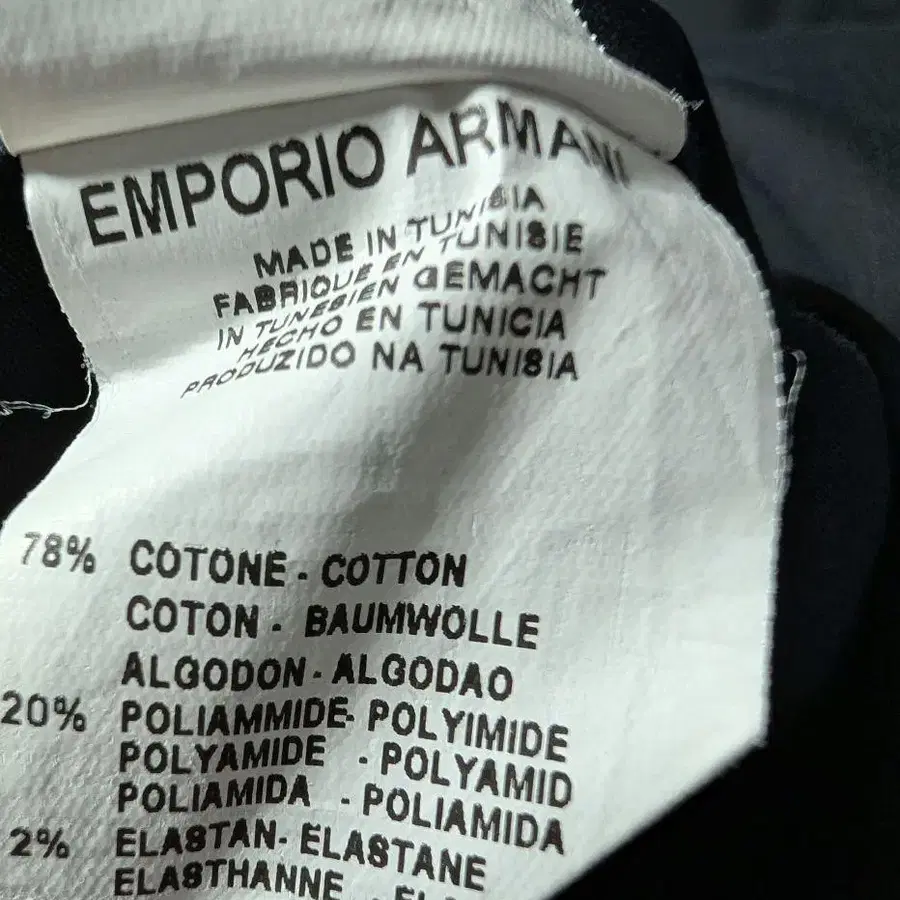 EMPORIO ARMANI
MADE IN TUNISIA
FABRIQUE EN TUNISIE
IN TUNESIEN GEMACHT
HECHO EN TUNICIA
PRODUZIDO NA TUNISIA
78% COTONE - COTTON
COTON - BAUMWOLLE
ALGODON - ALGODAO
20% POLIAMMIDE - POLYIMIDE
POLYAMIDE - POLYAMID
POLIAMIDA - POLIAMIDA
2% ELASTAN - ELASTANE
ELASTHANNE -